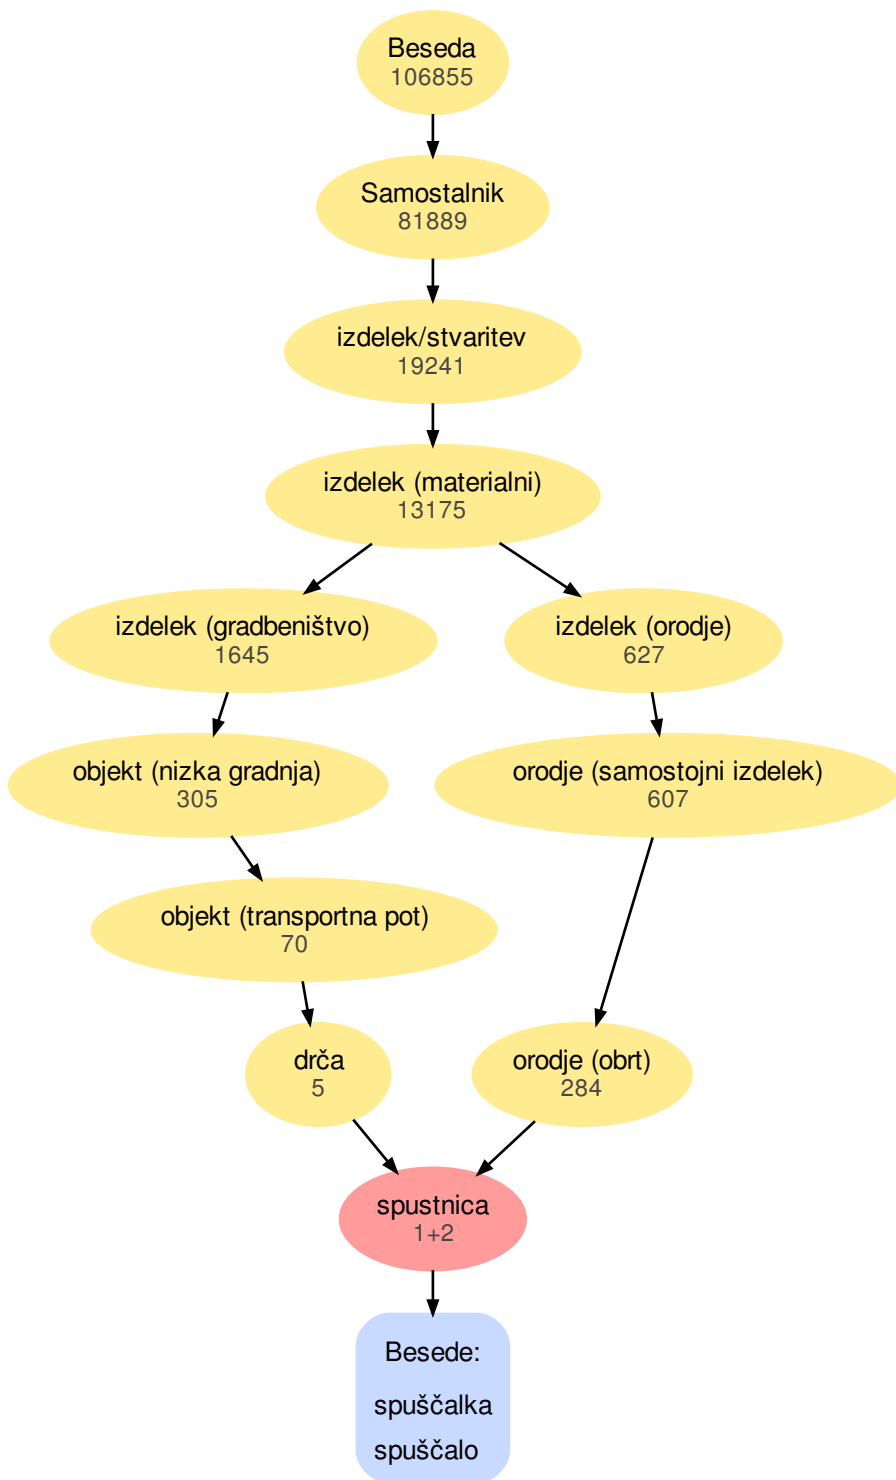 Beseda
106855
Samostalnik
81889
izdelek/stvaritev
19241
izdelek (materialni)
13175
izdelek (gradbeništvo)
1645
izdelek (orodje)
627
objekt (nizka gradnja)
305
orodje (samostojni izdelek)
607
objekt (transportna pot)
70
drča
5
orodje (obrt)
284
spustnica
1+2
Besede:
spuščalka
spuščalo